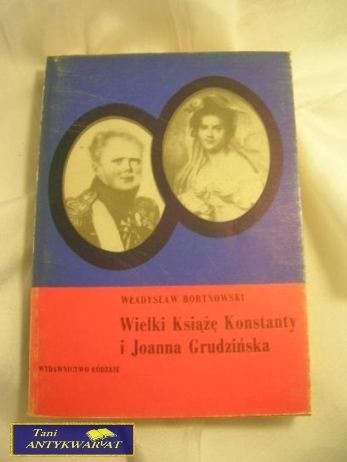 WŁADYSŁAW BORTNOWSKI
Wielki Książę Konstanty
i Joanna Grudzińska
WYDAWNICTWO ŁÓDZKIE
Tani
ANTYKWARIAT